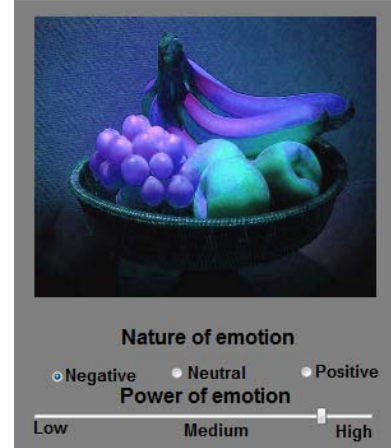 Nature of emotion
Negative Neutral Positive
Power of emotion
Low Medium High